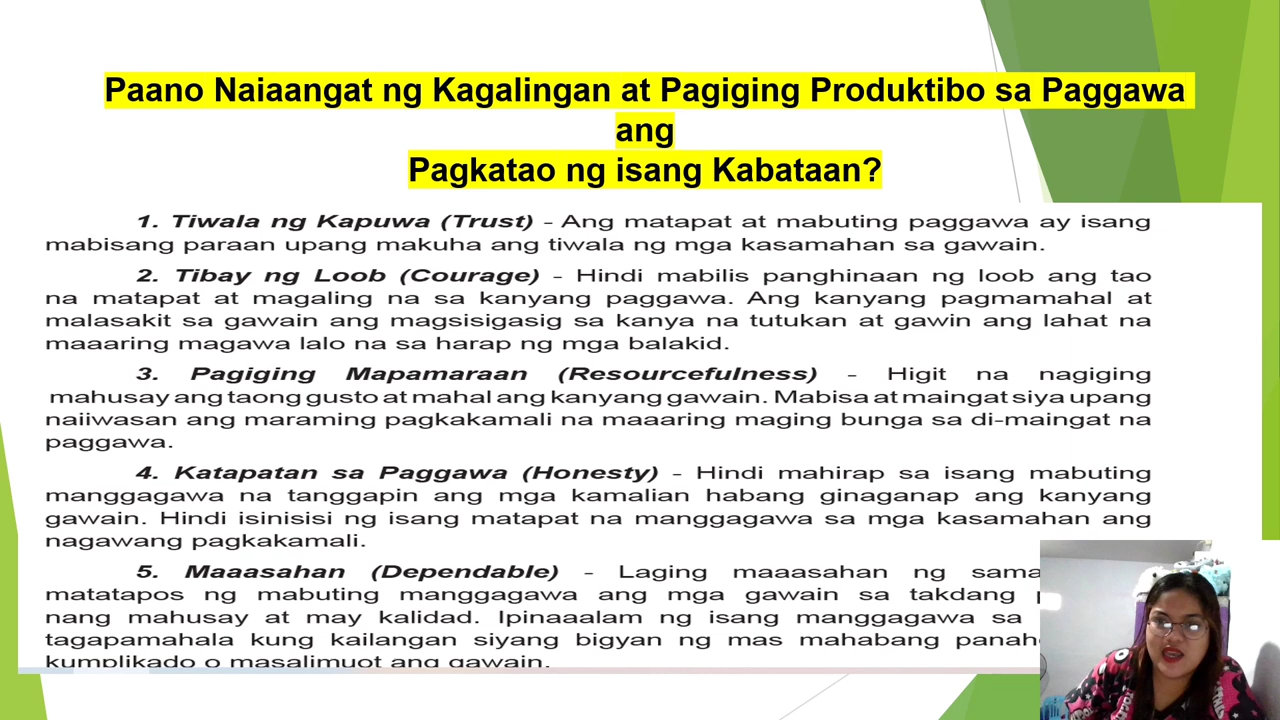 Paano Naiaangat ng Kagalingan at Pagiging Produktibo sa Paggawa
ang
Pagkatao ng isang Kabataan?
1. Tiwala ng Kapuwa (Trust) - Ang matapat at mabuting paggawa ay isang
mabisang paraan upang makuha ang tiwala ng mga kasamahan sa gawain.
2. Tibay ng Loob (Courage) - Hindi mabilis panghinaan ng loob ang tao
na matapat at magaling na sa kanyang paggawa. Ang kanyang pagmamahal at
malasakit sa gawain ang magsisigasig sa kanya na tutukan at gawin ang lahat na
maaaring magawa lalo na sa harap ng mga balakid.
3. Pagiging Mapamaraan (Resourcefulness) - Higit na nagiging
mahusay ang taong gusto at mahal ang kanyang gawain. Mabisa at maingat siya upang
naiiwasan ang maraming pagkakamali na maaaring maging bunga sa di-maingat na
paggawa.
4. Katapatan sa Paggawa (Honesty) - Hindi mahirap sa isang mabuting
manggagawa na tanggapin ang mga kamalian habang ginaganap ang kanyang
gawain. Hindi isinisisi ng isang matapat na manggagawa sa mga kasamahan ang
nagawang pagkakamali.
5. Maaasahan (Dependable) - Laging maaasahan ng
matatapos ng mabuting manggagawa ang mga gawain sa takdang
nang mahusay at may kalidad. Ipinaaalam ng isang manggagawa sa
tagapamahala kung kailangan siyang bigyan ng mas mahabang
kumplikado o masalimuot ang gawain.